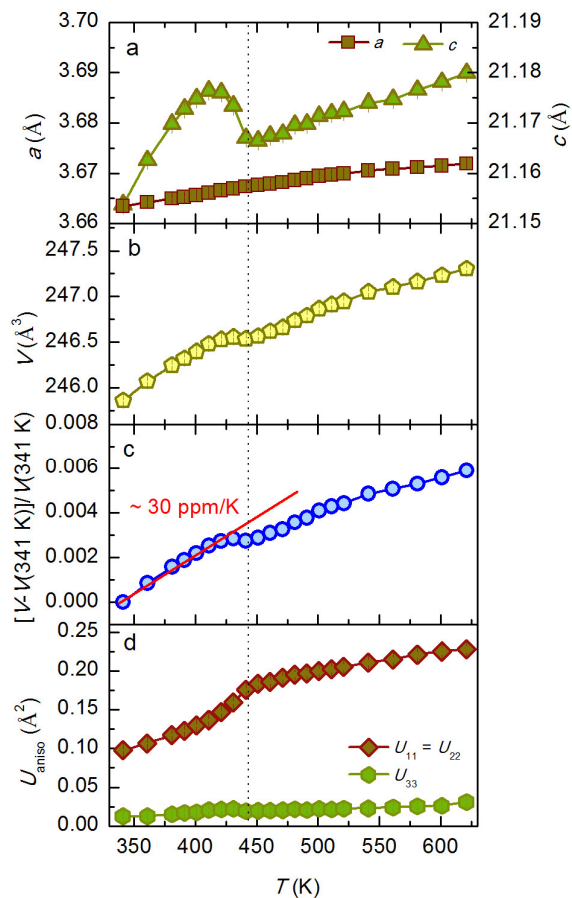 3.70
21.19
a
a
c
3.69
21.18
a (Å)
3.68
21.17
c (Å)
3.67
21.16
3.66
21.15
247.5
b
247.0
V (Å³)
246.5
246.0
0.008
c
0.006
[V-V(341 K)]/V(341 K)
~ 30 ppm/K
0.004
0.002
0.000
0.25
d
0.20
U_aniso (Å²)
0.15
0.10
U₁₁ = U₂₂
0.05
U₃₃
0.00
350 400 450 500 550 600
T (K)